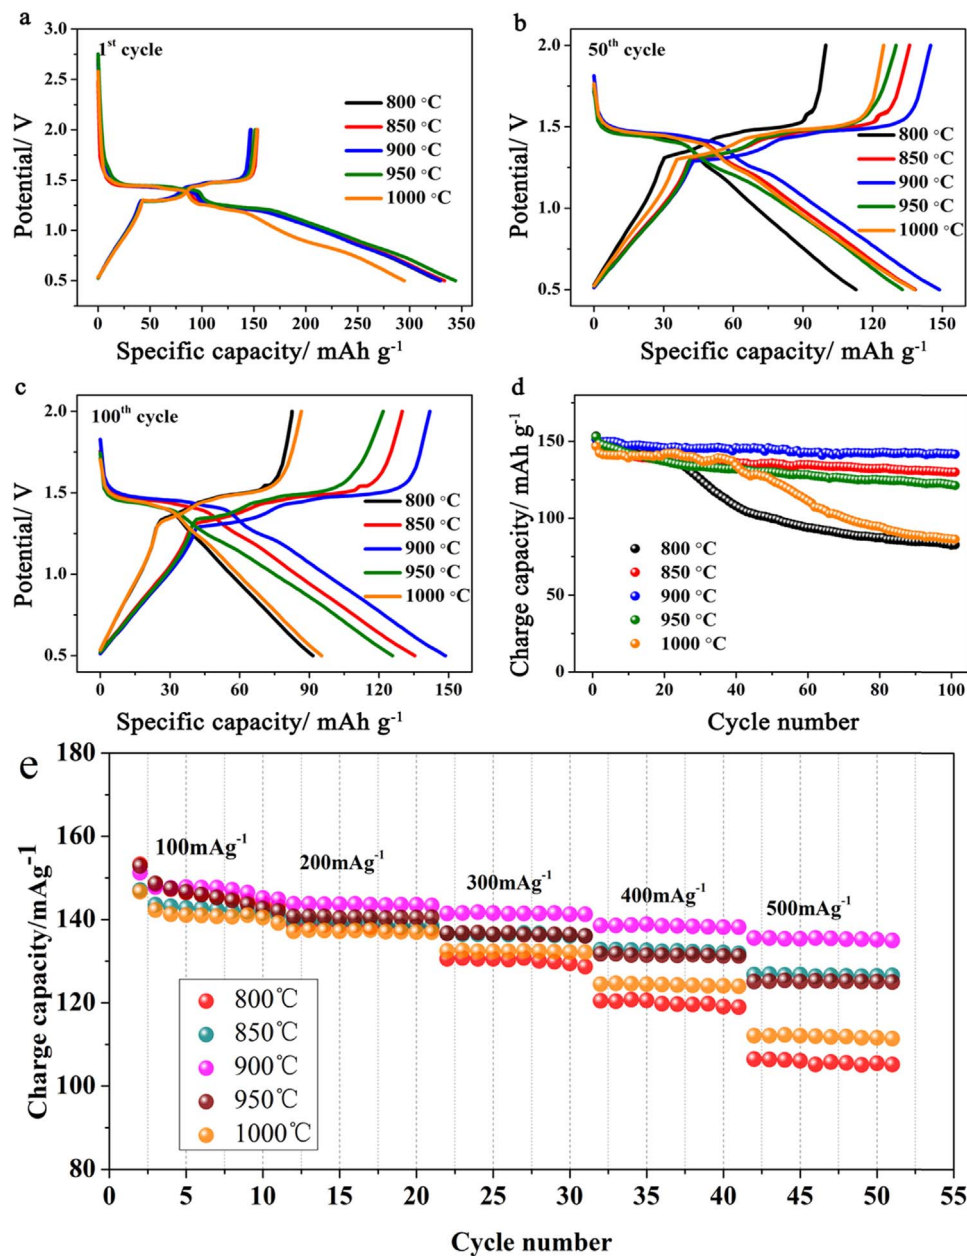 a
1st cycle
3.0
2.5
2.0
1.5
1.0
0.5
Potential/ V
800 °C
850 °C
900 °C
950 °C
1000 °C
0 50 100 150 200 250 300 350
Specific capacity/ mAh g-1
b
50th cycle
2.0
1.5
1.0
0.5
Potential/ V
800 °C
850 °C
900 °C
950 °C
1000 °C
0 30 60 90 120 150
Specific capacity/ mAh g-1
c
100th cycle
2.0
1.5
1.0
0.5
Potential/ V
800 °C
850 °C
900 °C
950 °C
1000 °C
0 30 60 90 120 150
Specific capacity/ mAh g-1
d
150
100
50
0
Charge capacity/ mAh g-1
800 °C
850 °C
900 °C
950 °C
1000 °C
0 20 40 60 80 100
Cycle number
e
180
160
140
120
100
80
Charge capacity/mAg-1
100mAg-1
200mAg-1
300mAg-1
400mAg-1
500mAg-1
800℃
850℃
900℃
950℃
1000℃
0 5 10 15 20 25 30 35 40 45 50 55
Cycle number